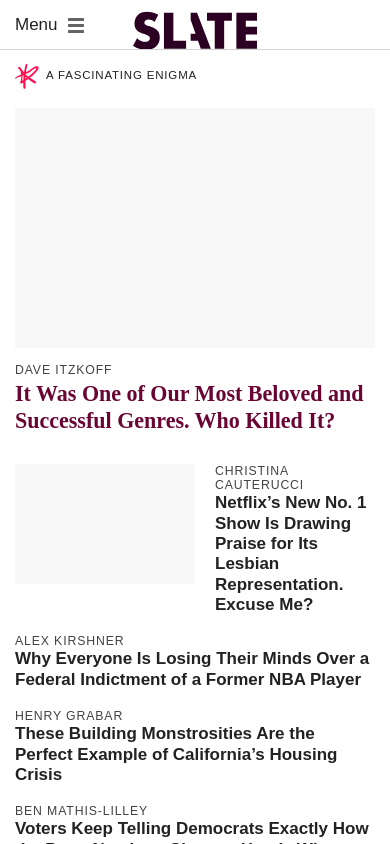 Menu
SLATE
A FASCINATING ENIGMA
DAVE ITZKOFF
It Was One of Our Most Beloved and
Successful Genres. Who Killed It?
CHRISTINA
CAUTERUCCI
Netflix’s New No. 1
Show Is Drawing
Praise for Its
Lesbian
Representation.
Excuse Me?
ALEX KIRSHNER
Why Everyone Is Losing Their Minds Over a
Federal Indictment of a Former NBA Player
HENRY GRABAR
These Building Monstrosities Are the
Perfect Example of California’s Housing
Crisis
BEN MATHIS-LILLEY
Voters Keep Telling Democrats Exactly How